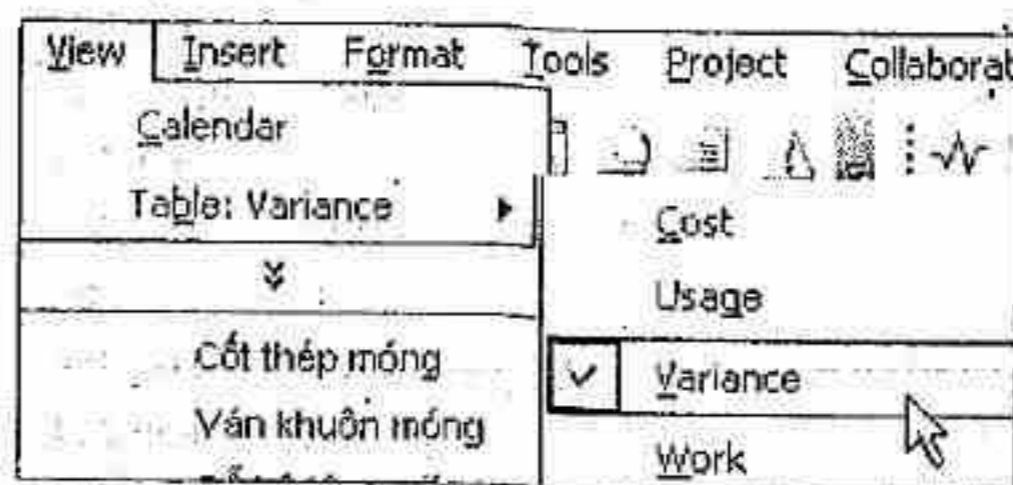 View Insert Format Tools Project Collaborat
Calendar
Table: Variance
Cost
Usage
Cốt thép móng
Variance
Ván khuôn móng
Work